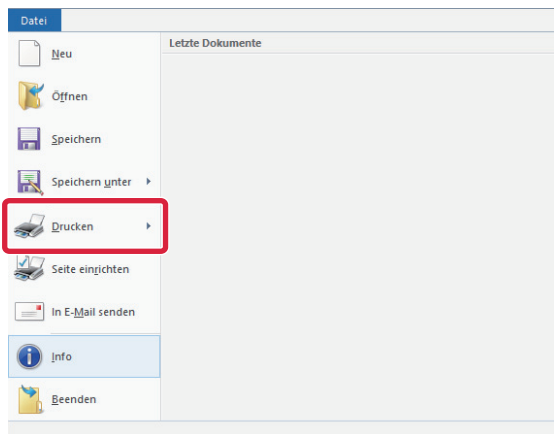 Datei
Letzte Dokumente
Neu
Öffnen
Speichern
Speichern unter
Drucken
Seite einrichten
In E-Mail senden
Info
Beenden